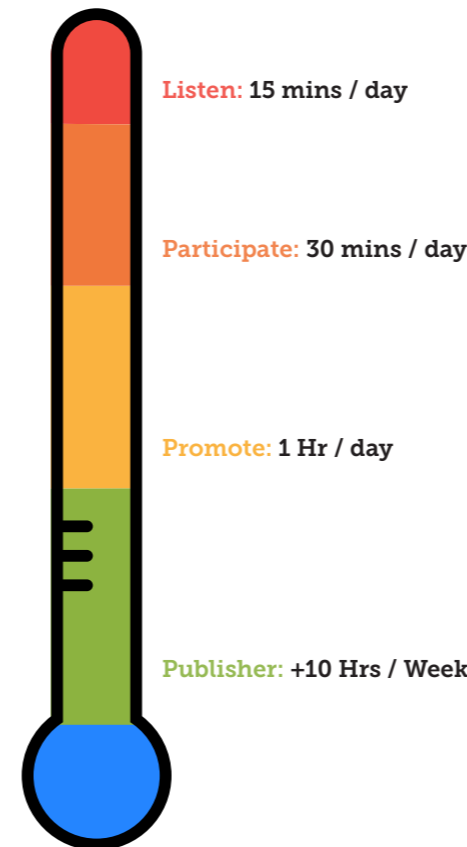 Listen: 15 mins / day
Participate: 30 mins / day
Promote: 1 Hr / day
Publisher: +10 Hrs / Week